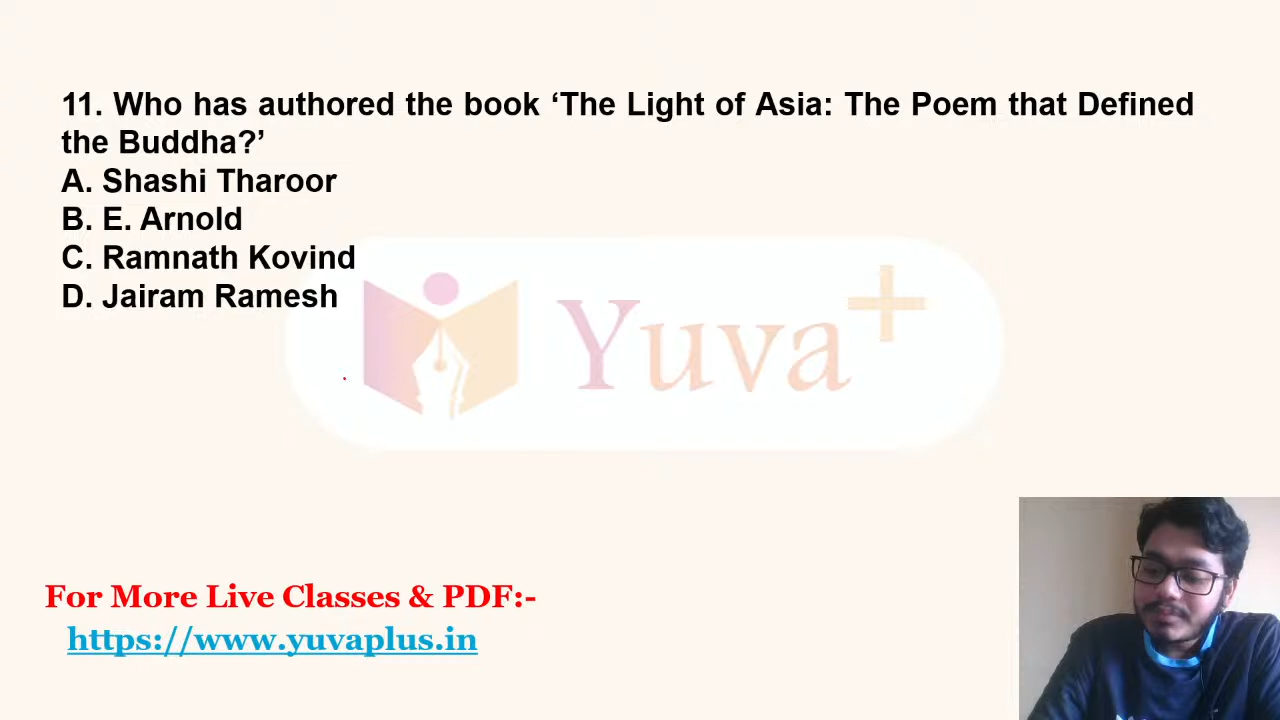 11. Who has authored the book ‘The Light of Asia: The Poem that Defined
the Buddha?’
A. Shashi Tharoor
B. E. Arnold
C. Ramnath Kovind
D. Jairam Ramesh
Yuva+
For More Live Classes & PDF:-
https://www.yuvaplus.in